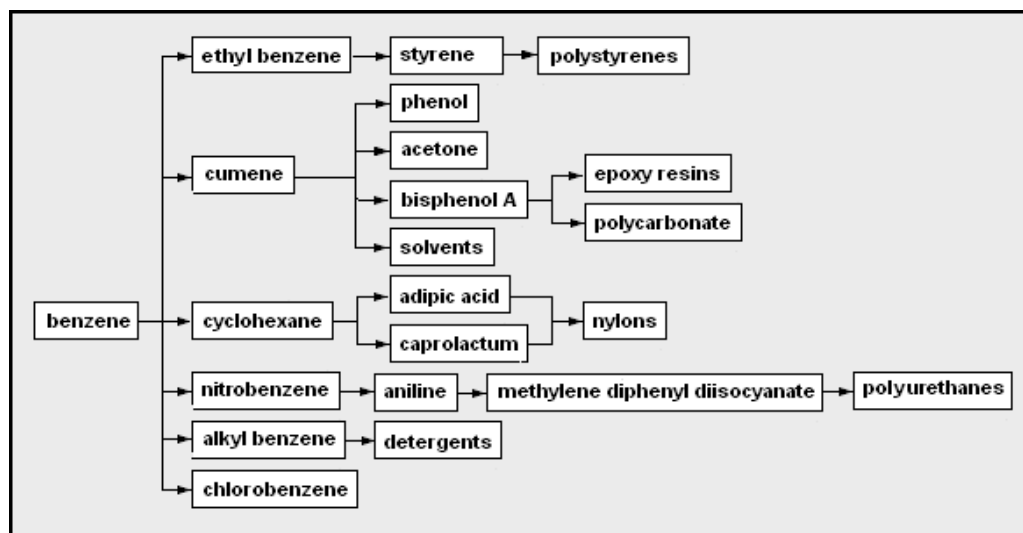 ethyl benzene
styrene
polystyrenes
phenol
acetone
cumene
bisphenol A
epoxy resins
polycarbonate
solvents
benzene
cyclohexane
adipic acid
caprolactum
nylons
nitrobenzene
aniline
methylene diphenyl diisocyanate
polyurethanes
alkyl benzene
detergents
chlorobenzene